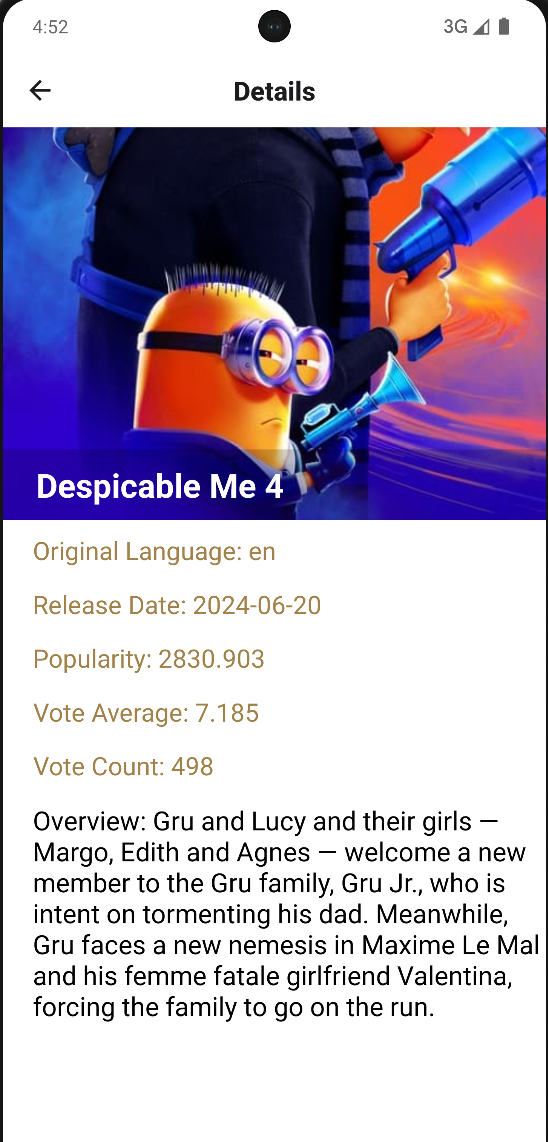 4:52
3G
Details
Despicable Me 4
Original Language: en
Release Date: 2024-06-20
Popularity: 2830.903
Vote Average: 7.185
Vote Count: 498
Overview: Gru and Lucy and their girls —
Margo, Edith and Agnes — welcome a new
member to the Gru family, Gru Jr., who is
intent on tormenting his dad. Meanwhile,
Gru faces a new nemesis in Maxime Le Mal
and his femme fatale girlfriend Valentina,
forcing the family to go on the run.